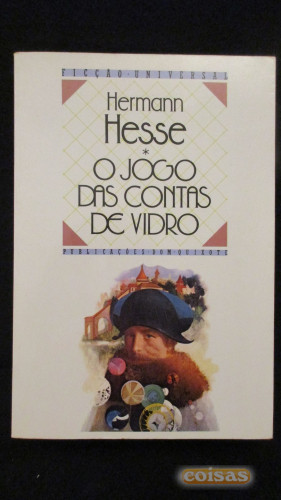 FICÇÃO · UNIVERSAL
Hermann
Hesse
*
O JOGO
DAS CONTAS
DE VIDRO
PUBLICAÇÕES DOM QUIXOTE
coisas